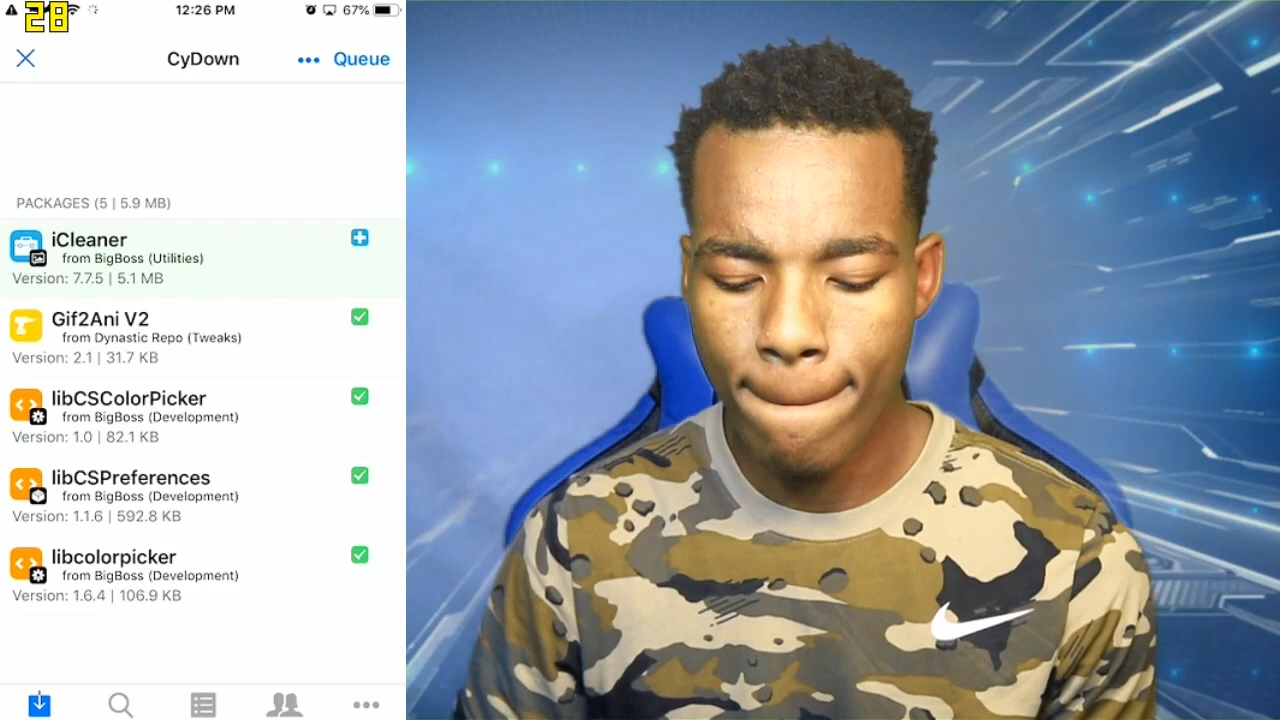 28
12:26 PM
67%
CyDown
••• Queue
PACKAGES (5 | 5.9 MB)
iCleaner
from BigBoss (Utilities)
Version: 7.7.5 | 5.1 MB
Gif2Ani V2
from Dynastic Repo (Tweaks)
Version: 2.1 | 31.7 KB
libCSColorPicker
from BigBoss (Development)
Version: 1.0 | 82.1 KB
libCSPreferences
from BigBoss (Development)
Version: 1.1.6 | 592.8 KB
libcolorpicker
from BigBoss (Development)
Version: 1.6.4 | 106.9 KB